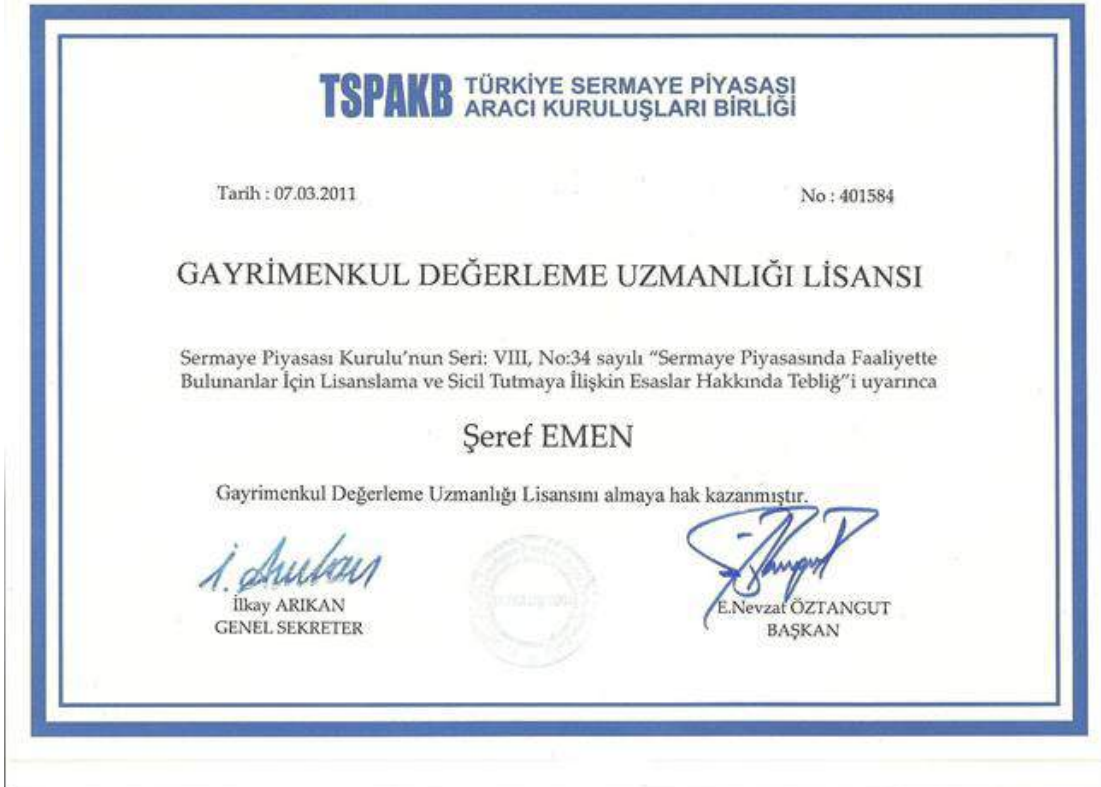 TSPAKB TÜRKİYE SERMAYE PİYASASI
ARACI KURULUŞLARI BİRLİĞİ
Tarih : 07.03.2011 No : 401584
GAYRİMENKUL DEĞERLEME UZMANLIĞI LİSANSI
Sermaye Piyasası Kurulu'nun Seri: VIII, No:34 sayılı “Sermaye Piyasasında Faaliyette
Bulunanlar İçin Lisanslama ve Sicil Tutmaya İlişkin Esaslar Hakkında Tebliğ”i uyarınca
Şeref EMEN
Gayrimenkul Değerleme Uzmanlığı Lisansını almaya hak kazanmıştır.
İlkay ARIKAN
GENEL SEKRETER
E.Nevzat ÖZTANGUT
BAŞKAN